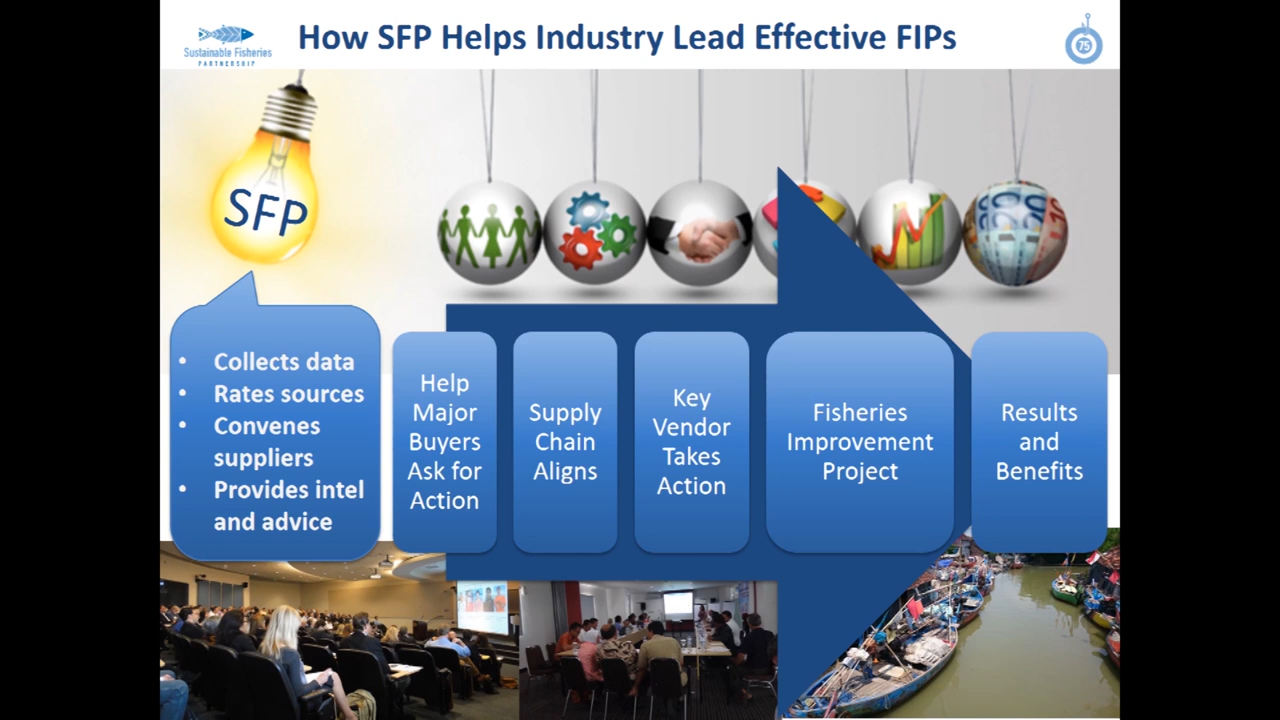 Sustainable Fisheries
PARTNERSHIP
How SFP Helps Industry Lead Effective FIPs
75
SFP
• Collects data
• Rates sources
• Convenes
suppliers
• Provides intel
and advice
Help
Major
Buyers
Ask for
Action
Supply
Chain
Aligns
Key
Vendor
Takes
Action
Fisheries
Improvement
Project
Results
and
Benefits